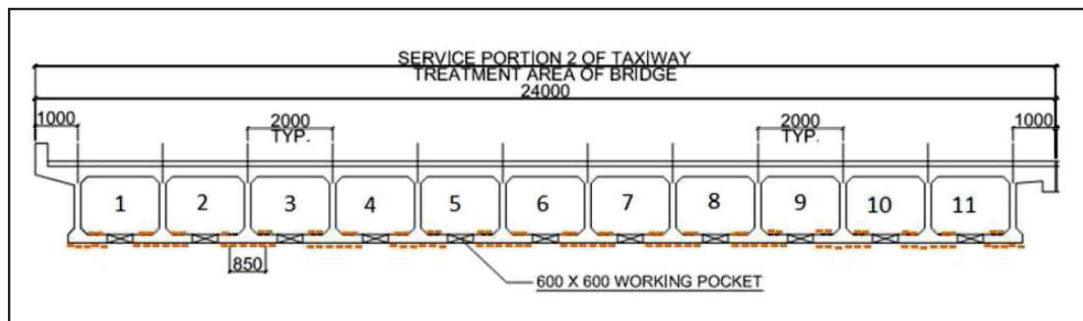 SERVICE PORTION 2 OF TAXIWAY
TREATMENT AREA OF BRIDGE
24000
1000 2000 2000 1000
TYP. TYP.
1 2 3 4 5 6 7 8 9 10 11
850
600 X 600 WORKING POCKET